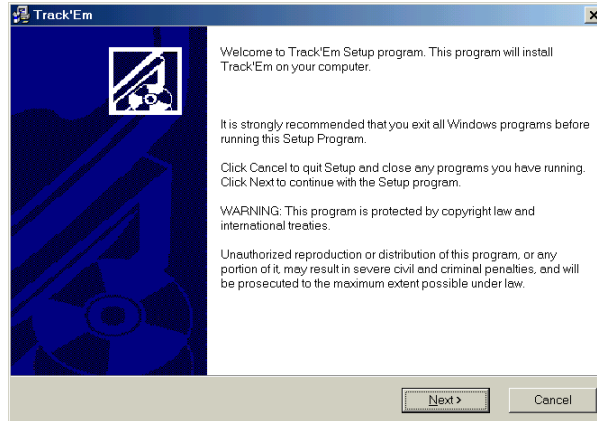 Track'Em
Welcome to Track'Em Setup program. This program will install
Track'Em on your computer.
It is strongly recommended that you exit all Windows programs before
running this Setup Program.
Click Cancel to quit Setup and close any programs you have running.
Click Next to continue with the Setup program.
WARNING: This program is protected by copyright law and
international treaties.
Unauthorized reproduction or distribution of this program, or any
portion of it, may result in severe civil and criminal penalties, and will
be prosecuted to the maximum extent possible under law.
Next >
Cancel